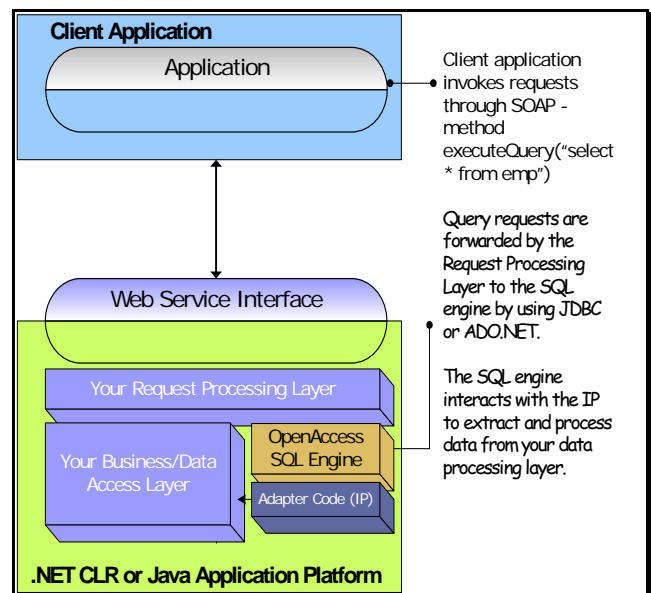 Client Application
Application
Client application
invokes requests
through SOAP -
method
executeQuery("select
* from emp")
Query requests are
forwarded by the
Request Processing
Layer to the SQL
engine by using JDBC
or ADO.NET.
Web Service Interface
The SQL engine
interacts with the IP
to extract and process
data from your data
processing layer.
Your Request Processing Layer
OpenAccess
SQL Engine
Your Business/Data
Access Layer
Adapter Code (IP)
.NET CLR or Java Application Platform